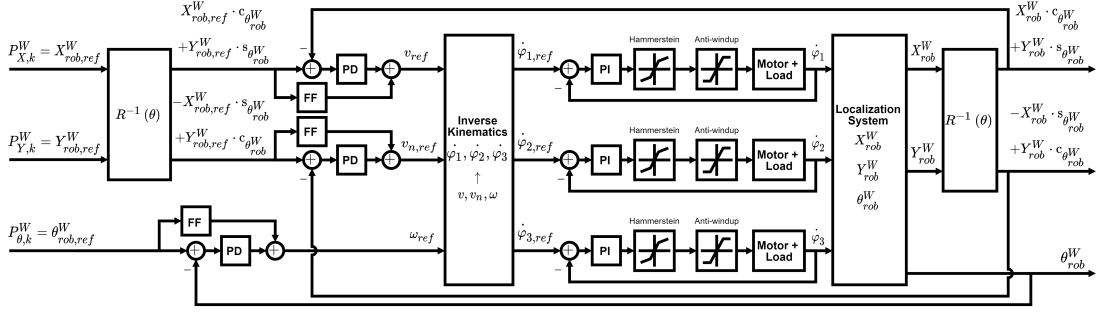 X^W_{rob,ref} · c_{θ^W_{rob}}
+Y^W_{rob,ref} · s_{θ^W_{rob}}
P^W_{X,k} = X^W_{rob,ref}
R^{-1}(θ)
−X^W_{rob,ref} · s_{θ^W_{rob}}
+Y^W_{rob,ref} · c_{θ^W_{rob}}
P^W_{Y,k} = Y^W_{rob,ref}
P^W_{θ,k} = θ^W_{rob,ref}
+
−
PD
+
FF
v_{ref}
FF
+
−
PD
+
v_{n,ref}
FF
+
−
PD
+
ω_{ref}
Inverse
Kinematics
φ̇_1, φ̇_2, φ̇_3
↑
v, v_n, ω
φ̇_{1,ref}
+
−
PI
Hammerstein
Anti-windup
Motor +
Load
φ̇_1
φ̇_{2,ref}
+
−
PI
Hammerstein
Anti-windup
Motor +
Load
φ̇_2
φ̇_{3,ref}
+
−
PI
Hammerstein
Anti-windup
Motor +
Load
φ̇_3
Localization
System
X^W_{rob}
Y^W_{rob}
θ^W_{rob}
X^W_{rob}
Y^W_{rob}
R^{-1}(θ)
X^W_{rob} · c_{θ^W_{rob}}
+Y^W_{rob} · s_{θ^W_{rob}}
−X^W_{rob} · s_{θ^W_{rob}}
+Y^W_{rob} · c_{θ^W_{rob}}
θ^W_{rob}